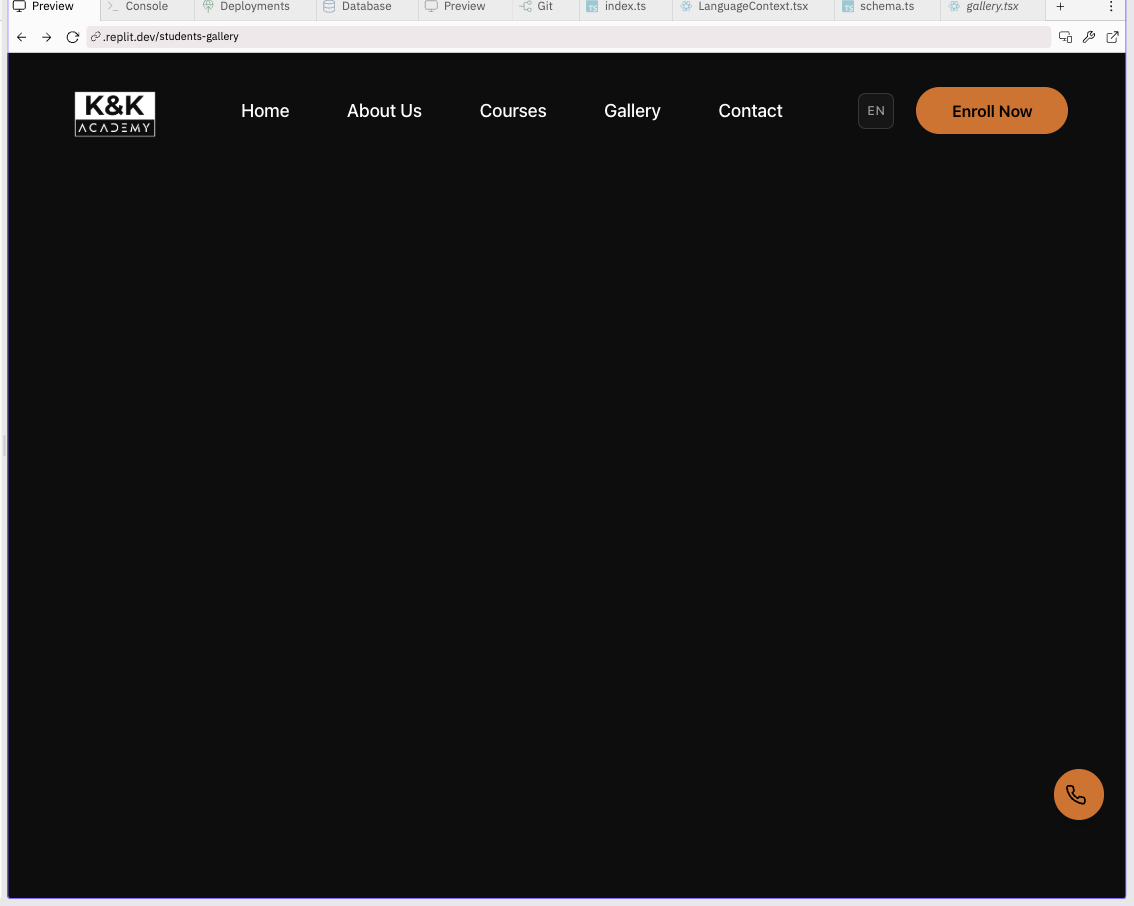 Preview Console Deployments Database Preview Git index.ts LanguageContext.tsx schema.ts gallery.tsx
.replit.dev/students-gallery
K&K
ACADEMY
Home About Us Courses Gallery Contact EN Enroll Now